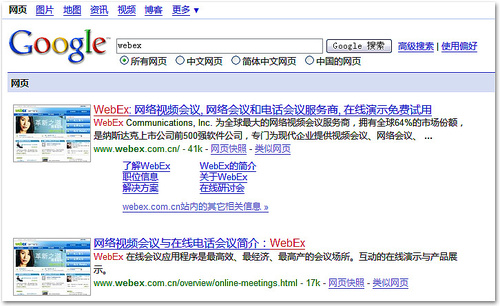 网页 图片 地图 资讯 视频 博客 更多 ▼
Google webex Google 搜索 高级搜索 | 使用偏好
所有网页 中文网页 简体中文网页 中国的网页
网页
WebEx: 网络视频会议, 网络会议和电话会议服务商, 在线演示免费试用
WebEx Communications, Inc. 为全球最大的网络视频会议服务商，拥有全球64%的市场份额，
是纳斯达克上市公司前500强软件公司，专门为现代企业提供视频会议、网络会议、 ...
www.webex.com.cn/ - 41k - 网页快照 - 类似网页
了解WebEx WebEx的简介
职位信息 关于WebEx
解决方案 在线研讨会
webex.com.cn站内的其它相关信息 »
网络视频会议与在线电话会议简介：WebEx
WebEx 在线会议应用程序是最高效、最经济、最高产的会议场所。互动的在线演示与产品展
示。
www.webex.com.cn/overview/online-meetings.html - 17k - 网页快照 - 类似网页